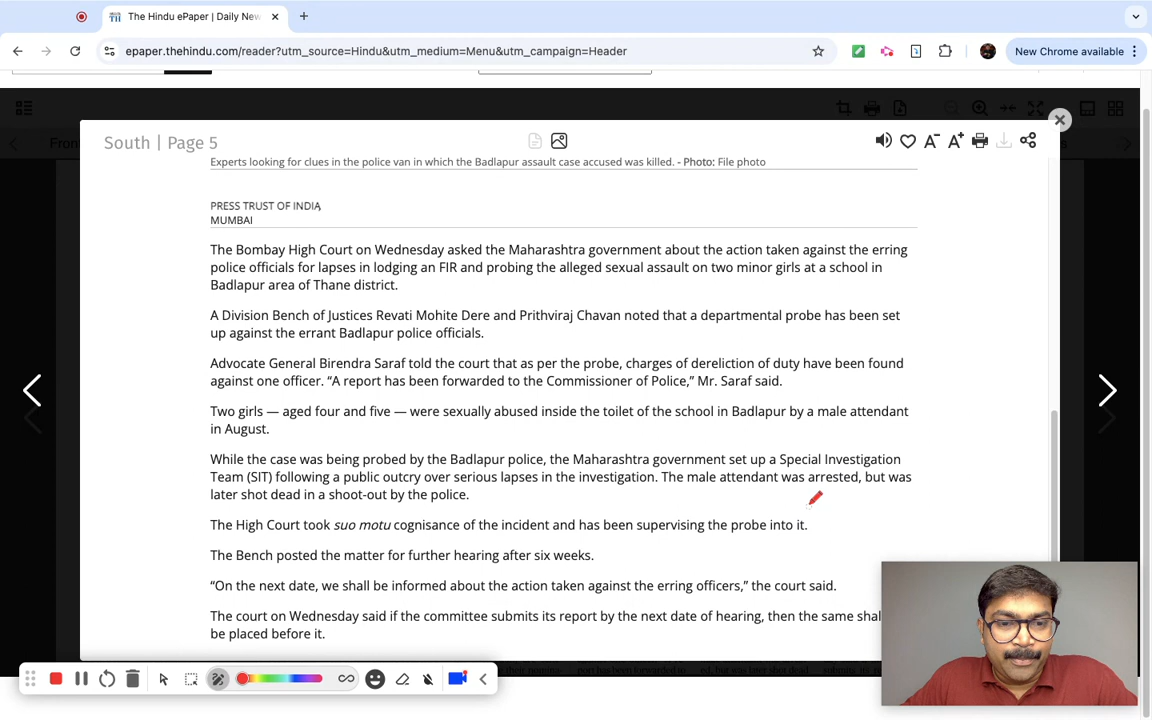 The Hindu ePaper | Daily New
epaper.thehindu.com/reader?utm_source=Hindu&utm_medium=Menu&utm_campaign=Header
New Chrome available
South | Page 5
A- A+
Experts looking for clues in the police van in which the Badlapur assault case accused was killed. - Photo: File photo
PRESS TRUST OF INDIA
MUMBAI
The Bombay High Court on Wednesday asked the Maharashtra government about the action taken against the erring
police officials for lapses in lodging an FIR and probing the alleged sexual assault on two minor girls at a school in
Badlapur area of Thane district.
A Division Bench of Justices Revati Mohite Dere and Prithviraj Chavan noted that a departmental probe has been set
up against the errant Badlapur police officials.
Advocate General Birendra Saraf told the court that as per the probe, charges of dereliction of duty have been found
against one officer. “A report has been forwarded to the Commissioner of Police,” Mr. Saraf said.
Two girls — aged four and five — were sexually abused inside the toilet of the school in Badlapur by a male attendant
in August.
While the case was being probed by the Badlapur police, the Maharashtra government set up a Special Investigation
Team (SIT) following a public outcry over serious lapses in the investigation. The male attendant was arrested, but was
later shot dead in a shoot-out by the police.
The High Court took suo motu cognisance of the incident and has been supervising the probe into it.
The Bench posted the matter for further hearing after six weeks.
“On the next date, we shall be informed about the action taken against the erring officers,” the court said.
The court on Wednesday said if the committee submits its report by the next date of hearing, then the same shal
be placed before it.